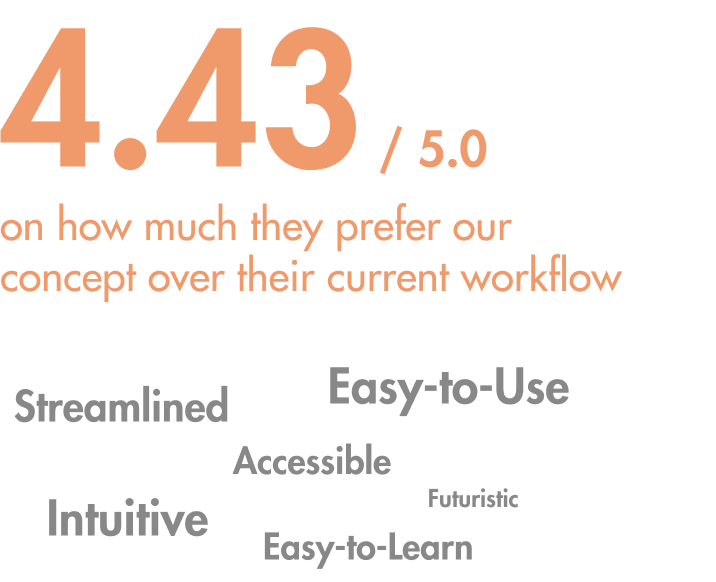 4.43 / 5.0
on how much they prefer our
concept over their current workflow
Easy-to-Use
Streamlined
Accessible
Futuristic
Intuitive
Easy-to-Learn